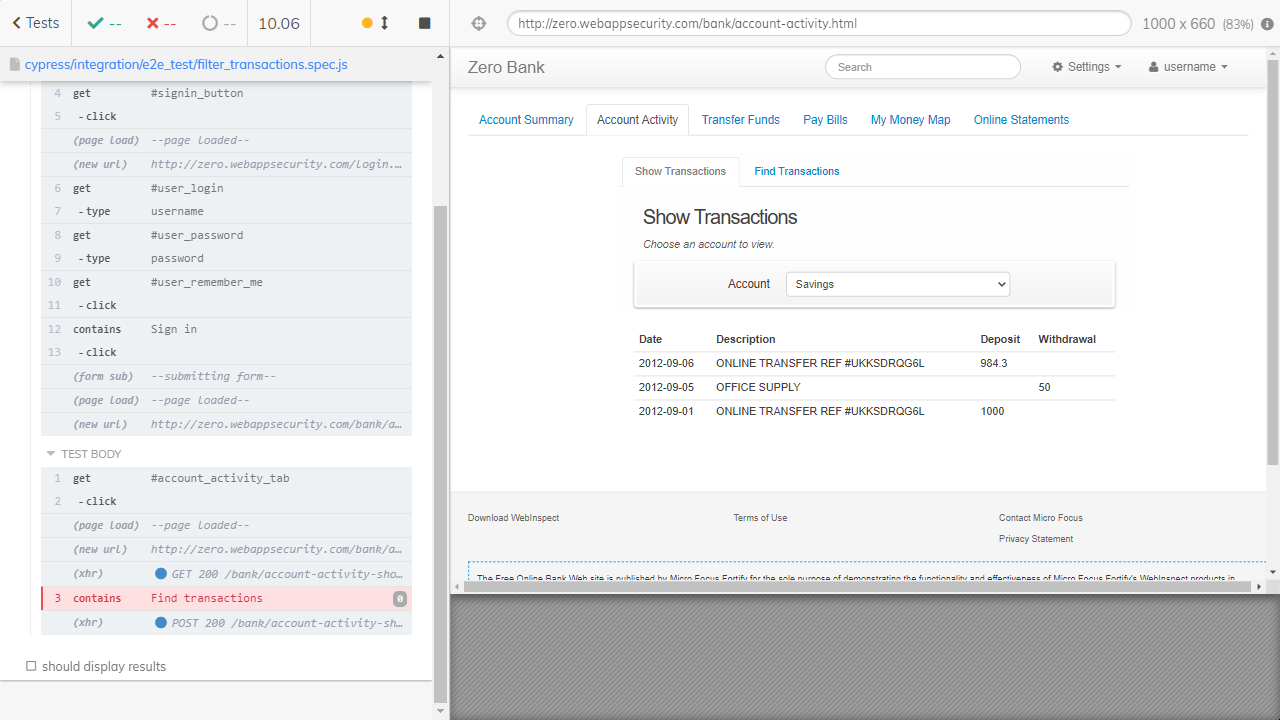 Tests
--
--
--
10.06
http://zero.webappsecurity.com/bank/account-activity.html
1000 x 660 (83%)
cypress/integration/e2e_test/filter_transactions.spec.js
4 get #signin_button
5 - click
(page load) --page loaded--
(new url) http://zero.webappsecurity.com/login....
6 get #user_login
7 - type username
8 get #user_password
9 - type password
10 get #user_remember_me
11 - click
12 contains Sign in
13 - click
(form sub) --submitting form--
(page load) --page loaded--
(new url) http://zero.webappsecurity.com/bank/a...
TEST BODY
1 get #account_activity_tab
2 - click
(page load) --page loaded--
(new url) http://zero.webappsecurity.com/bank/a...
(xhr) GET 200 /bank/account-activity-sho...
3 contains Find transactions 0
(xhr) POST 200 /bank/account-activity-sh...
should display results
Zero Bank
Search
Settings
username
Account Summary
Account Activity
Transfer Funds
Pay Bills
My Money Map
Online Statements
Show Transactions
Find Transactions
Show Transactions
Choose an account to view.
Account Savings
Date Description Deposit Withdrawal
2012-09-06 ONLINE TRANSFER REF #UKKSDRQG6L 984.3
2012-09-05 OFFICE SUPPLY 50
2012-09-01 ONLINE TRANSFER REF #UKKSDRQG6L 1000
Download WebInspect
Terms of Use
Contact Micro Focus
Privacy Statement
The Free Online Bank Web site is published by Micro Focus Fortify for the sole purpose of demonstrating the functionality and effectiveness of Micro Focus Fortify's WebInspect products in